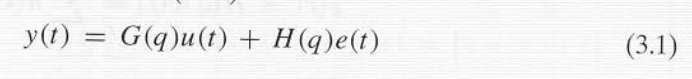 y(t) = G(q)u(t) + H(q)e(t) (3.1)